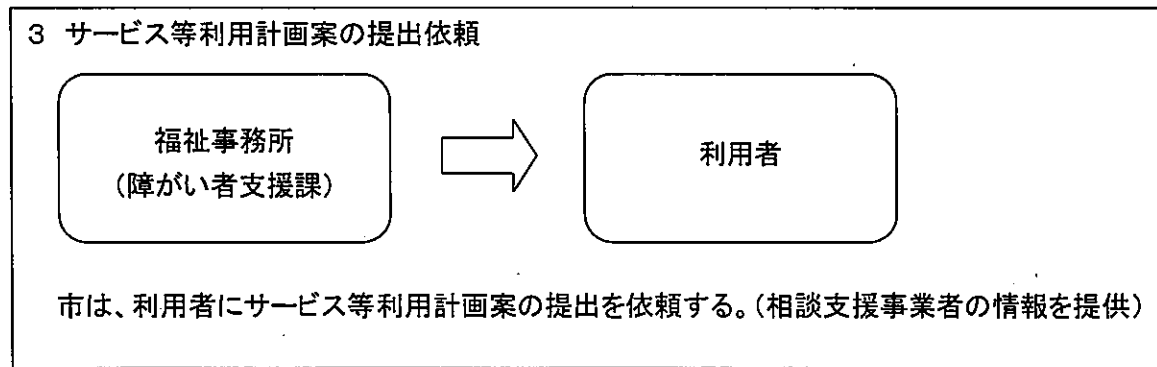 3 サービス等利用計画案の提出依頼
福祉事務所
(障がい者支援課)
利用者
市は、利用者にサービス等利用計画案の提出を依頼する。(相談支援事業者の情報を提供)